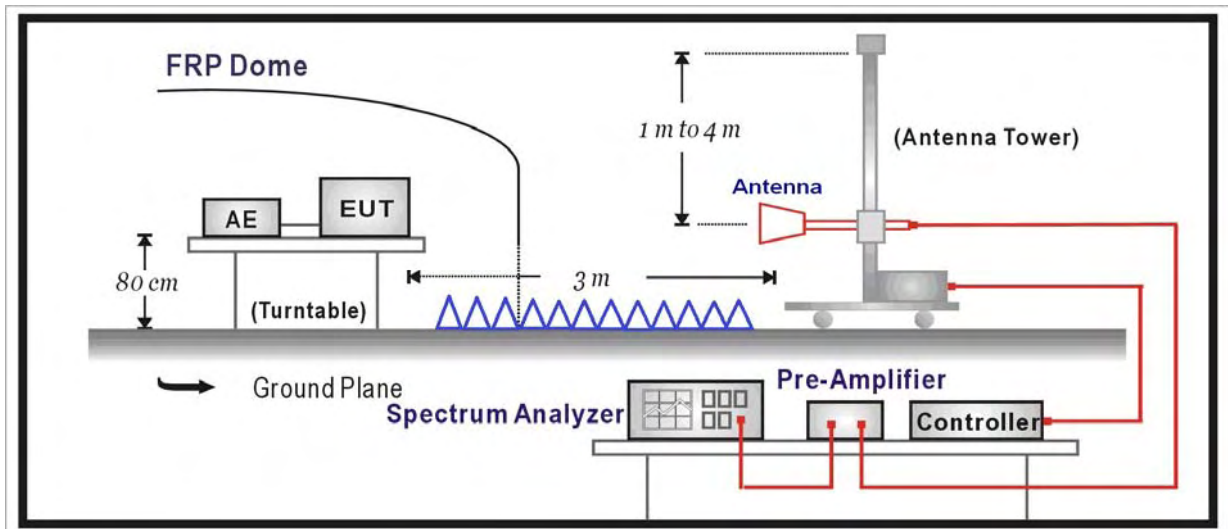 FRP Dome
1 m to 4 m
(Antenna Tower)
Antenna
AE
EUT
80 cm
3 m
(Turntable)
Ground Plane
Pre-Amplifier
Spectrum Analyzer
Controller